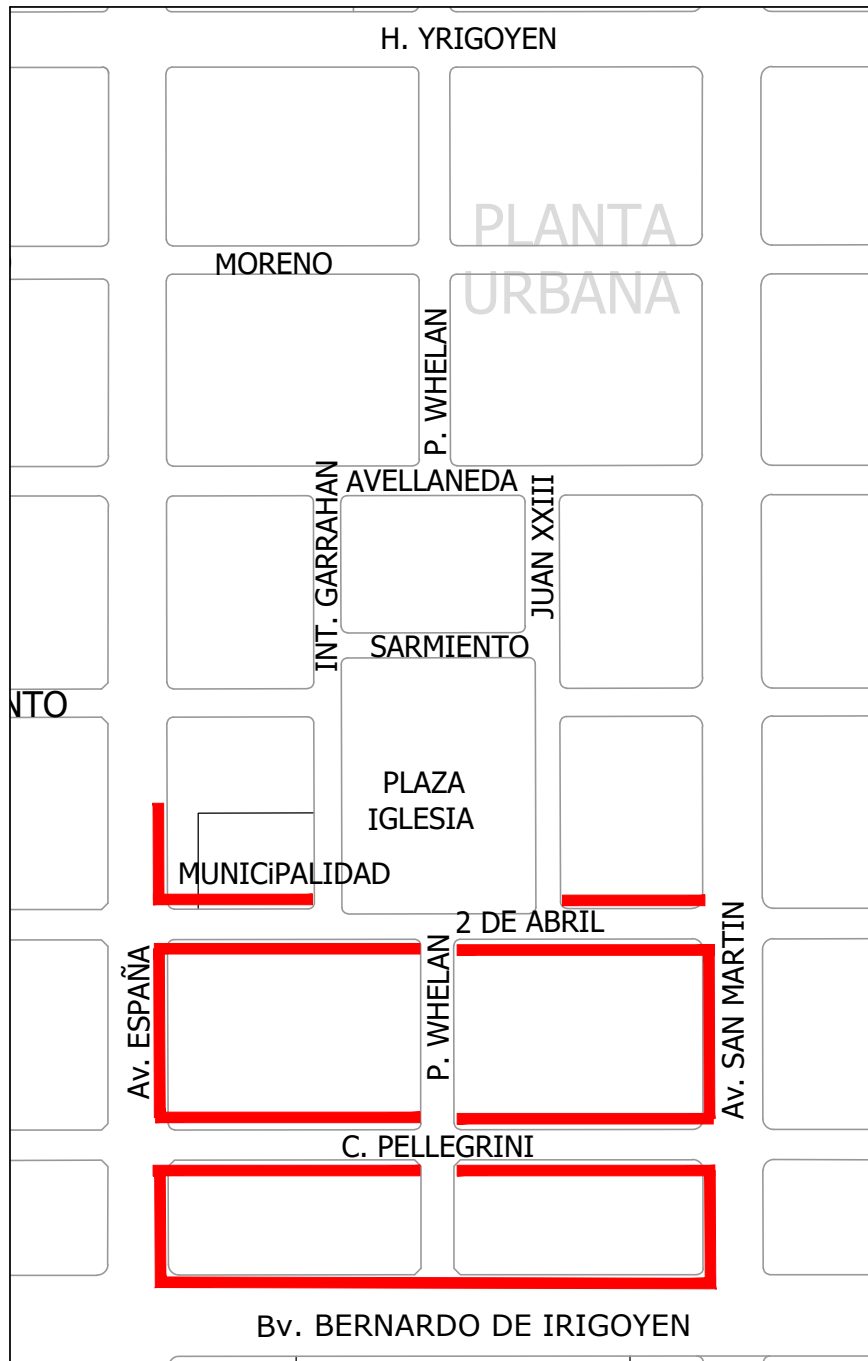 H. YRIGOYEN
PLANTA
URBANA
MORENO
P. WHELAN
AVELLANEDA
INT. GARRAHAN
JUAN XXIII
SARMIENTO
NTO
PLAZA
IGLESIA
MUNICiPALIDAD
2 DE ABRIL
Av. ESPAÑA
P. WHELAN
Av. SAN MARTIN
C. PELLEGRINI
Bv. BERNARDO DE IRIGOYEN